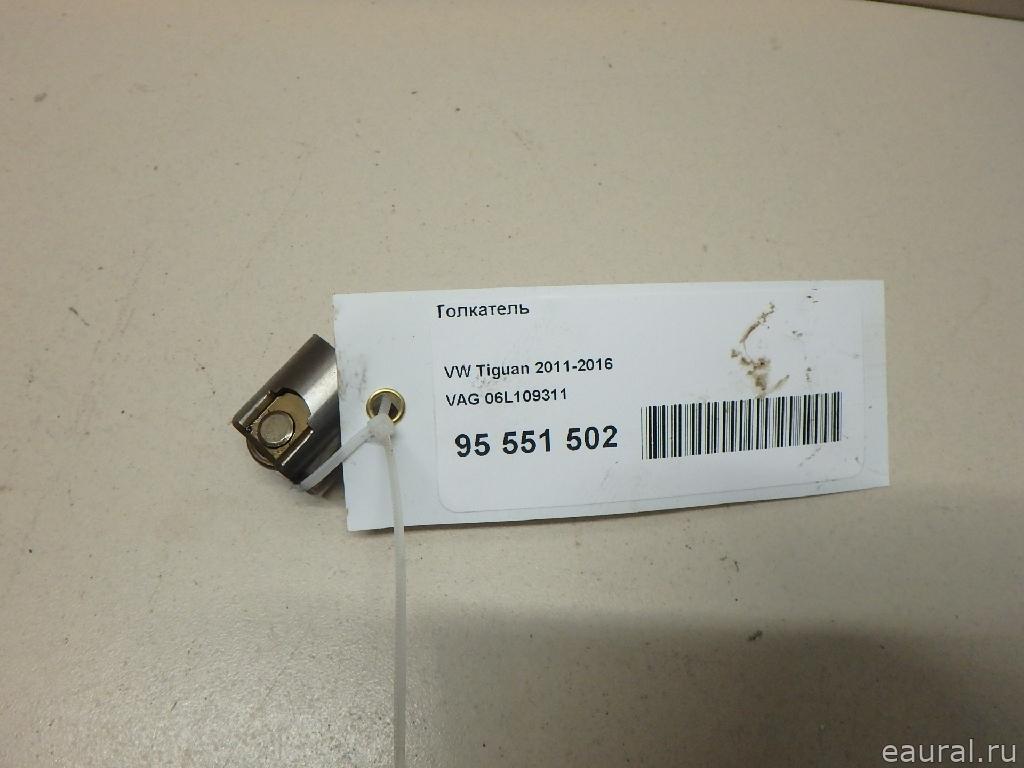 Толкатель
VW Tiguan 2011-2016
VAG 06L109311
95 551 502
eaural.ru